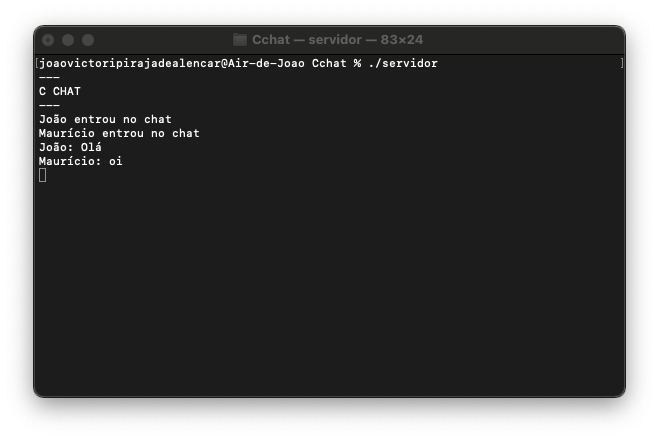 Cchat — servidor — 83×24
[joaovictoripirajadealencar@Air-de-Joao Cchat % ./servidor ]
---
C CHAT
---
João entrou no chat
Maurício entrou no chat
João: Olá
Maurício: oi